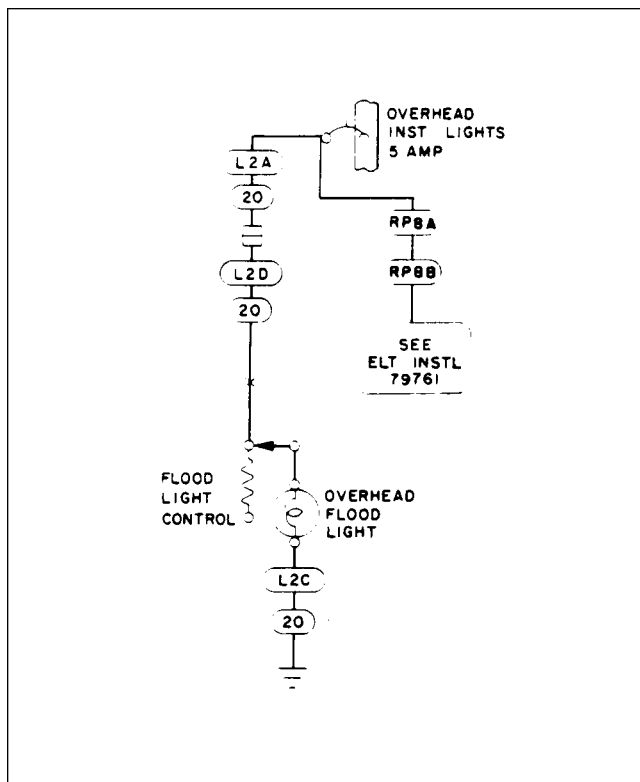 OVERHEAD
INST LIGHTS
5 AMP
L2A
20
L2D
20
RP8A
RP8B
SEE
ELT INSTL
79761
FLOOD
LIGHT
CONTROL
OVERHEAD
FLOOD
LIGHT
L2C
20